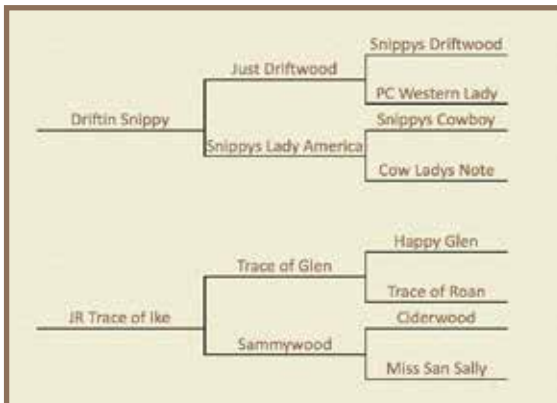 Snippys Driftwood
Just Driftwood
PC Western Lady
Driftin Snippy
Snippys Cowboy
Snippys Lady America
Cow Ladys Note
Happy Glen
Trace of Glen
Trace of Roan
JR Trace of Ike
Ciderwood
Sammywood
Miss San Sally